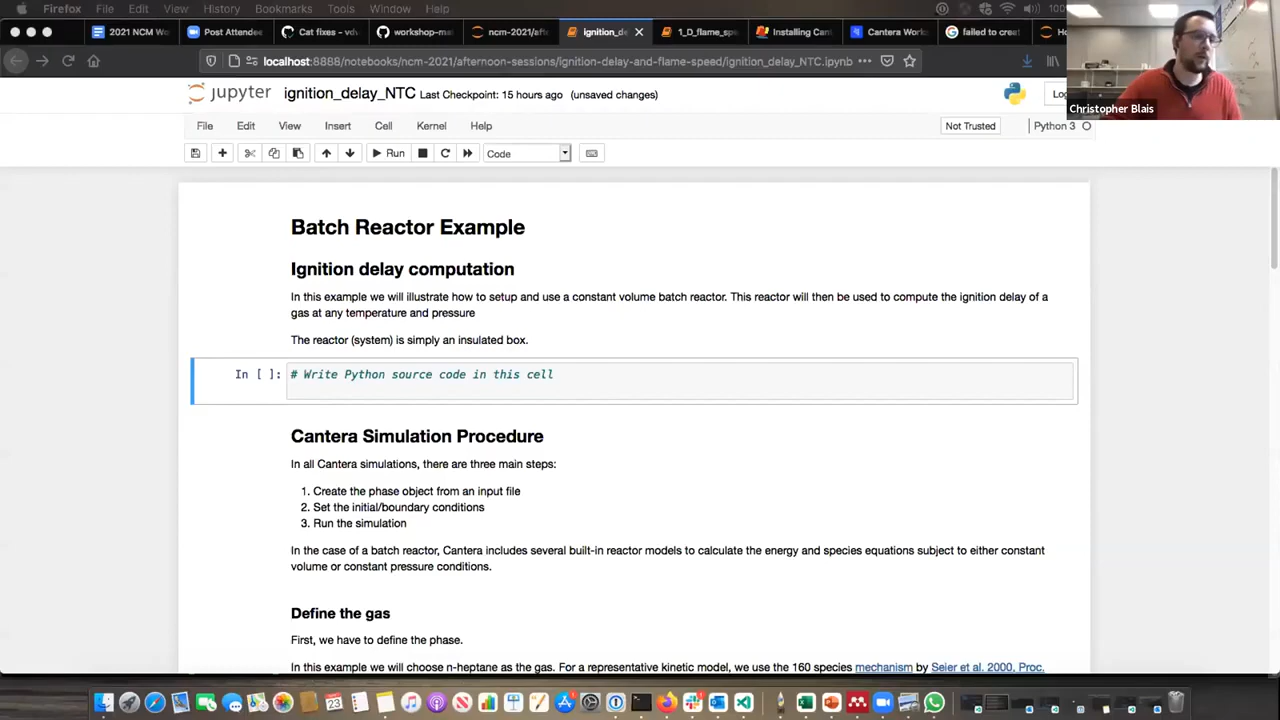 Firefox File Edit View History Bookmarks Tools Window Help
2021 NCM Wo Post Attendee Cat fixes - vd workshop-ma ncm-2021/aft ignition_de 1_D_flame_spe Installing Can Cantera Works failed to creat
localhost:8888/notebooks/ncm-2021/afternoon-sessions/ignition-delay-and-flame-speed/ignition_delay_NTC.ipynb
Christopher Blais
jupyter ignition_delay_NTC Last Checkpoint: 15 hours ago (unsaved changes)
File Edit View Insert Cell Kernel Help Not Trusted Python 3
Run Code
Batch Reactor Example
Ignition delay computation
In this example we will illustrate how to setup and use a constant volume batch reactor. This reactor will then be used to compute the ignition delay of a
gas at any temperature and pressure
The reactor (system) is simply an insulated box.
In [ ]: # Write Python source code in this cell
Cantera Simulation Procedure
In all Cantera simulations, there are three main steps:
1. Create the phase object from an input file
2. Set the initial/boundary conditions
3. Run the simulation
In the case of a batch reactor, Cantera includes several built-in reactor models to calculate the energy and species equations subject to either constant
volume or constant pressure conditions.
Define the gas
First, we have to define the phase.
In this example we will choose n-heptane as the gas. For a representative kinetic model, we use the 160 species mechanism by Seier et al. 2000, Proc.